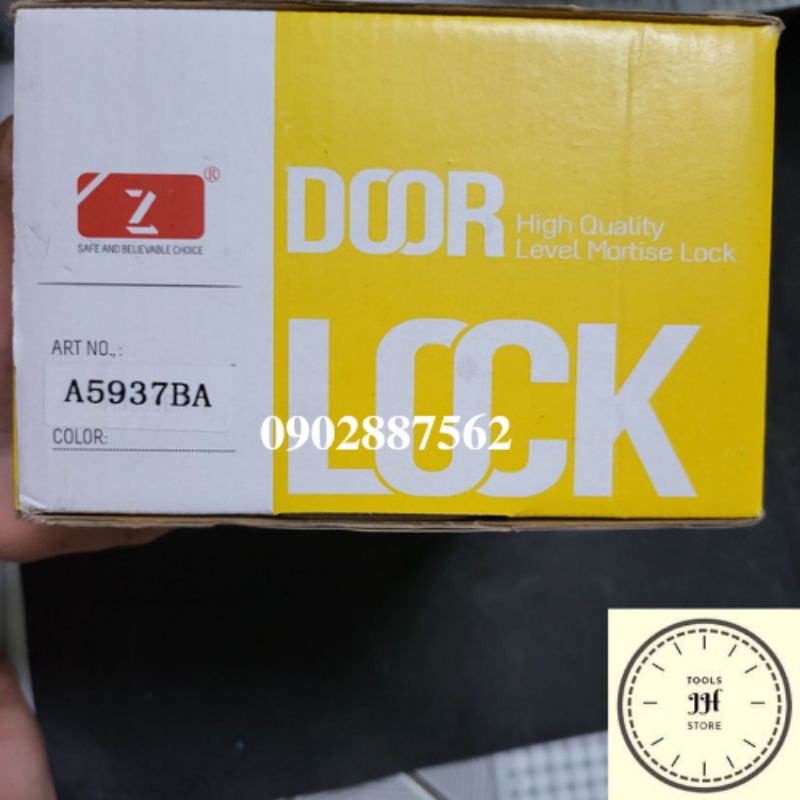 Z ®
SAFE AND BELIEVABLE CHOICE
ART NO.,:
A5937BA
COLOR:
DOOR
High Quality
Level Mortise Lock
LOCK
0902887562
TOOLS
JH
STORE